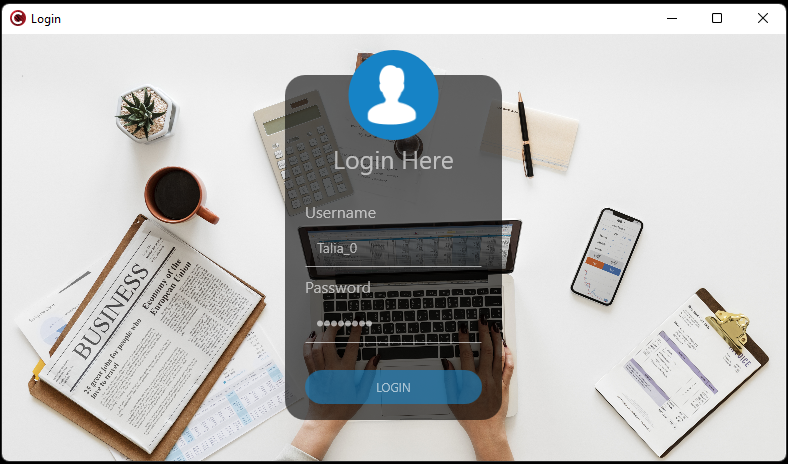 Login
Login Here
Username
Talia_0
Password
LOGIN
BUSINESS
Economy of the
European Union
25 great jobs for people who
love to travel